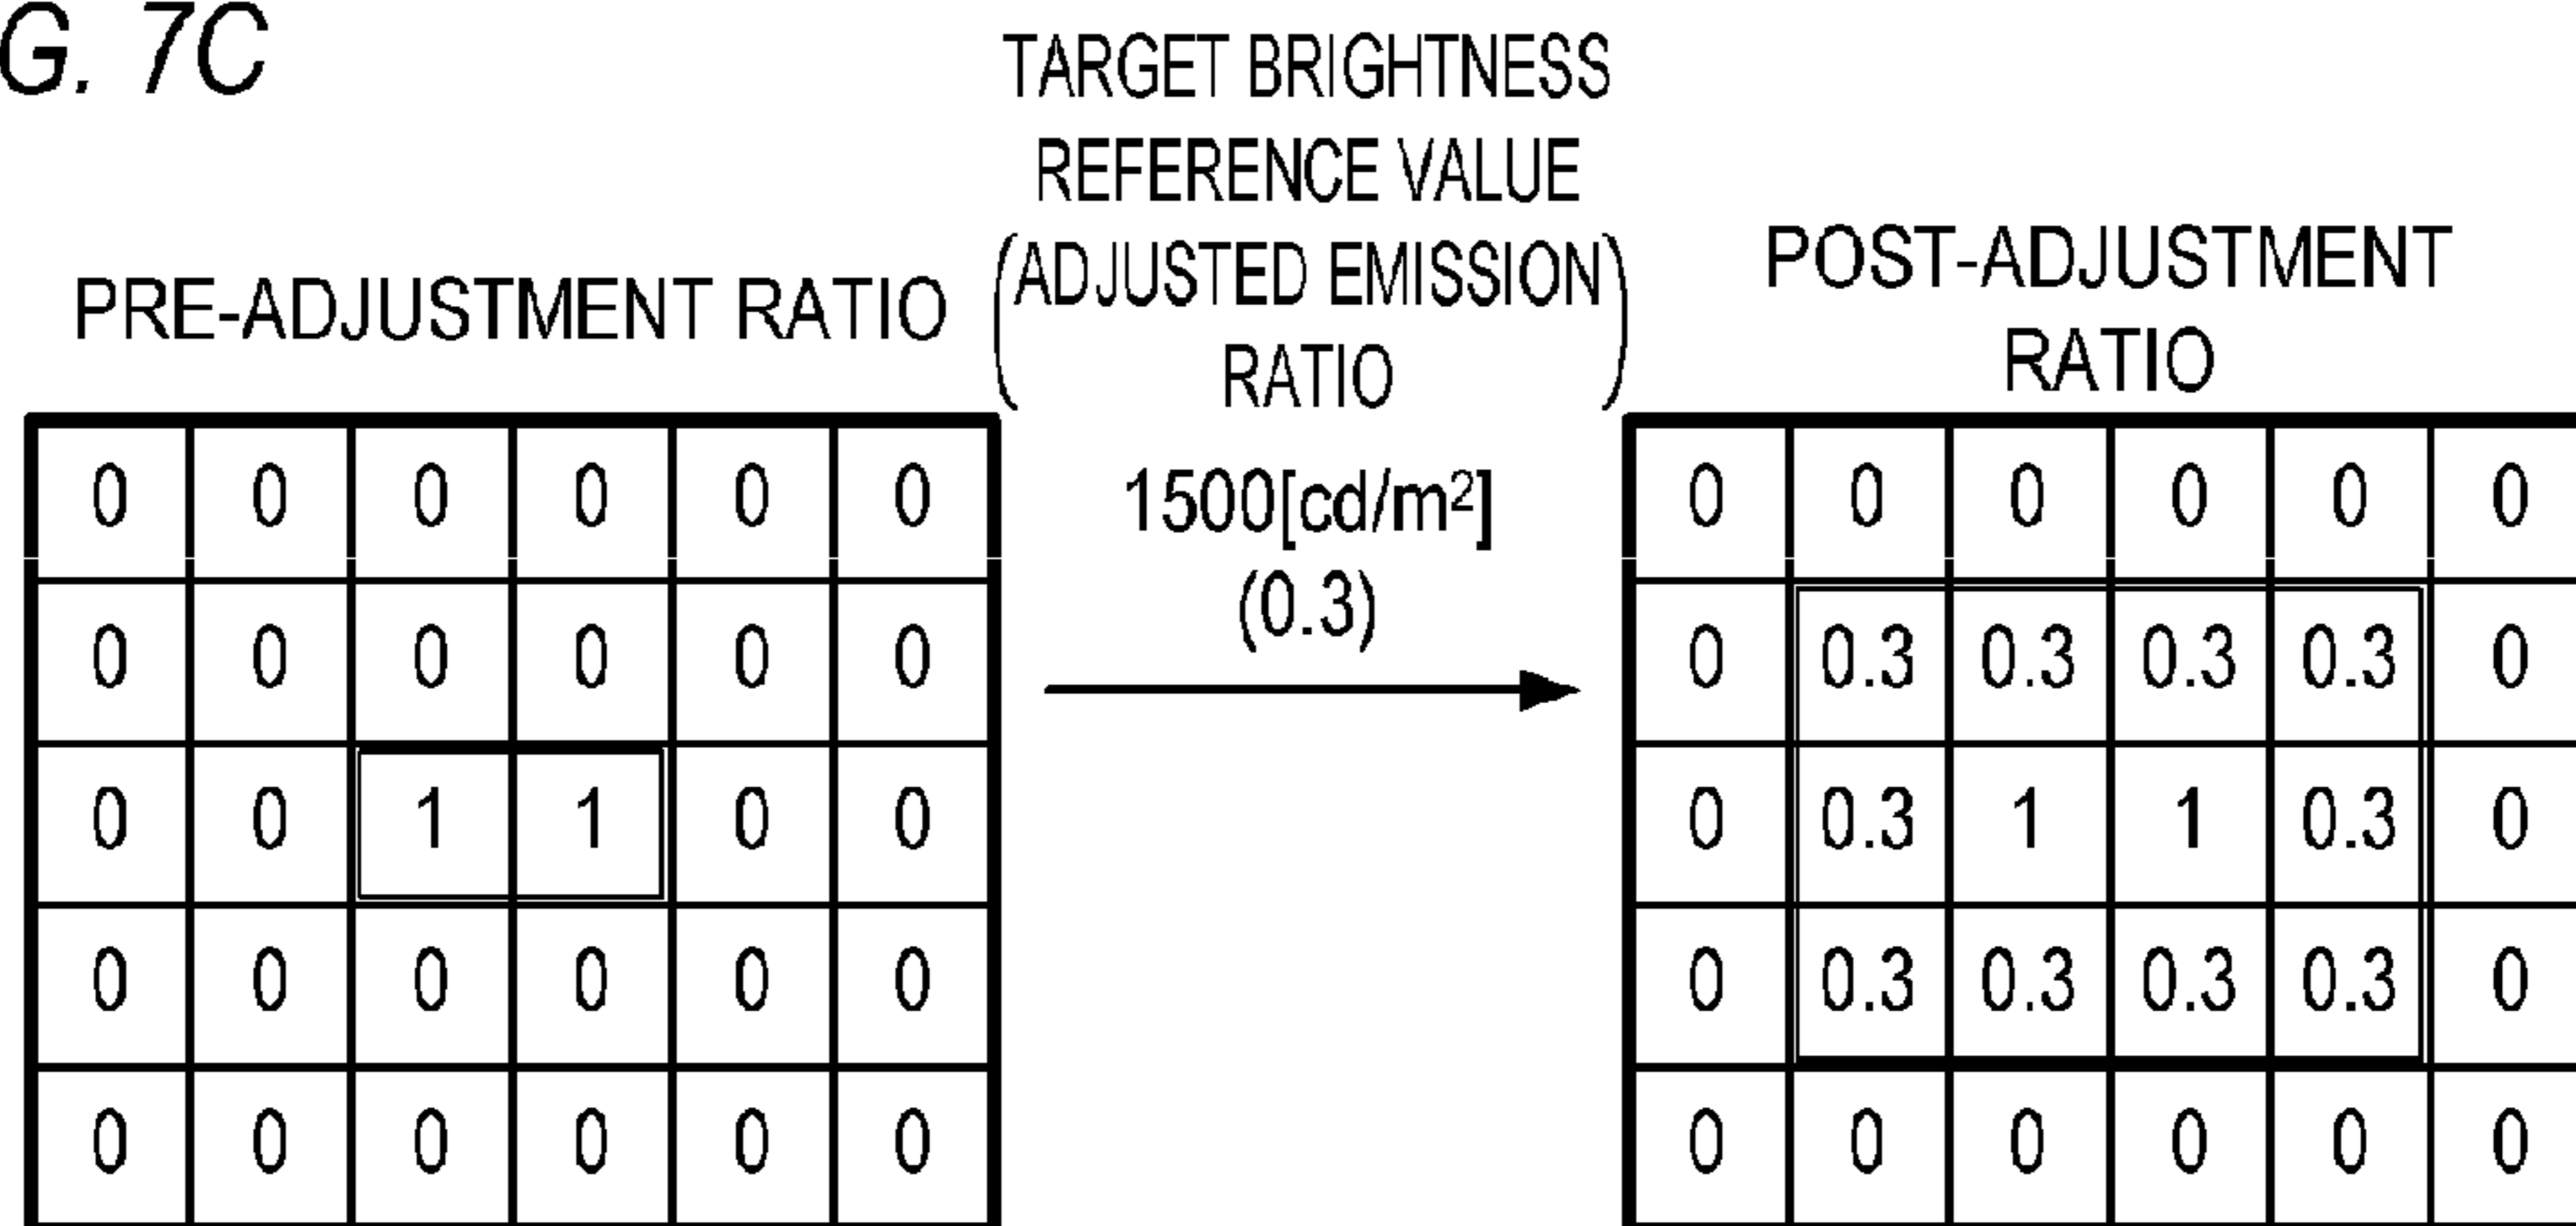 G. 7C
TARGET BRIGHTNESS
REFERENCE VALUE
(ADJUSTED EMISSION
RATIO)
PRE-ADJUSTMENT RATIO
POST-ADJUSTMENT
RATIO
1500[cd/m²]
(0.3)
0 0 0 0 0 0
0 0 0 0 0 0
0 0 1 1 0 0
0 0 0 0 0 0
0 0 0 0 0 0
0 0 0 0 0 0
0 0.3 0.3 0.3 0.3 0
0 0.3 1 1 0.3 0
0 0.3 0.3 0.3 0.3 0
0 0 0 0 0 0